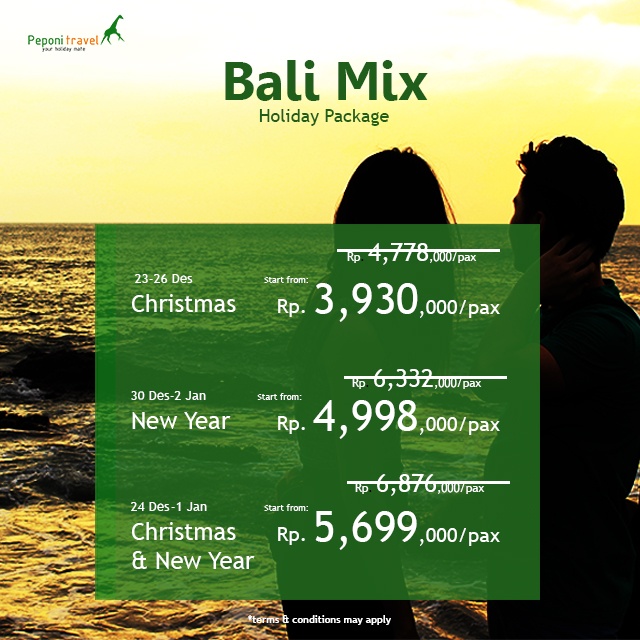 Peponi travel
your holiday mate
Bali Mix
Holiday Package
Rp 4,778,000/pax
23-26 Des
Start from:
Christmas
Rp. 3,930,000/pax
Rp 6,332,000/pax
30 Des-2 Jan
Start from:
New Year
Rp. 4,998,000/pax
Rp 6,876,000/pax
24 Des-1 Jan
Start from:
Christmas
& New Year
Rp. 5,699,000/pax
*terms & conditions may apply